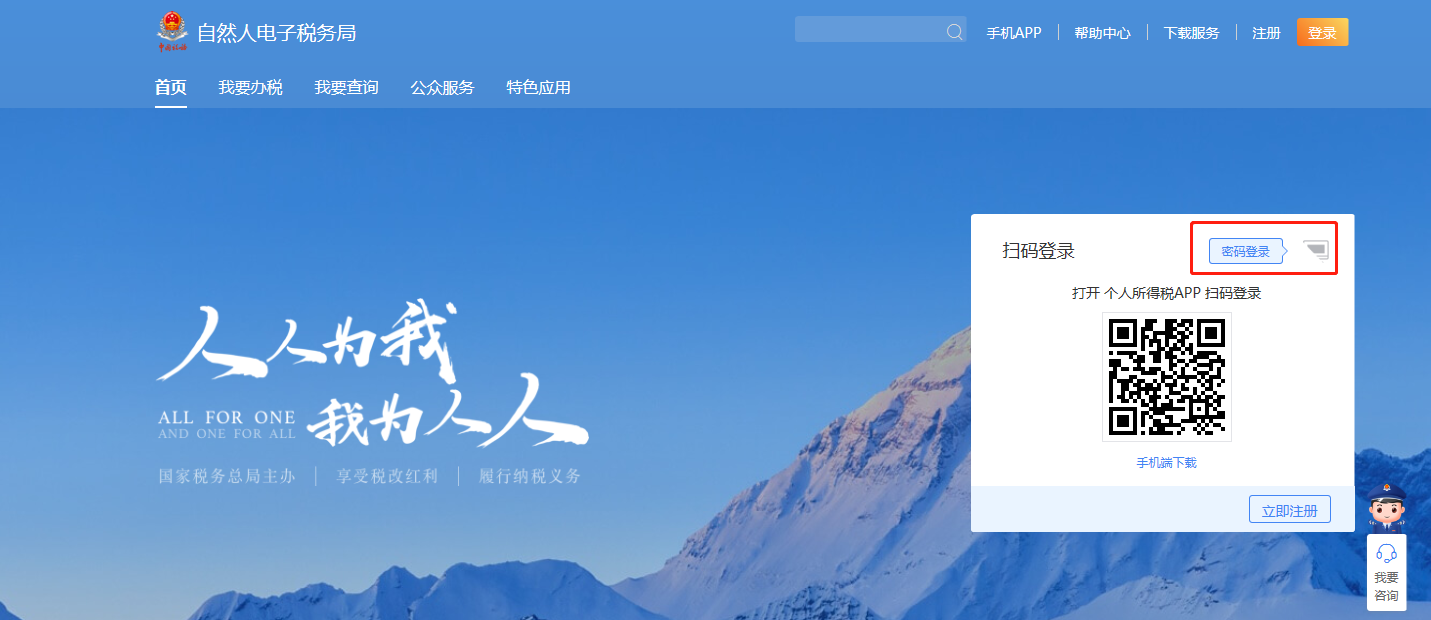 自然人电子税务局
手机APP
帮助中心
下载服务
注册
登录
首页
我要办税
我要查询
公众服务
特色应用
扫码登录
密码登录
打开 个人所得税APP 扫码登录
手机端下载
立即注册
人人为我
ALL FOR ONE
AND ONE FOR ALL
我为人人
国家税务总局主办
享受税改红利
履行纳税义务
我要
咨询